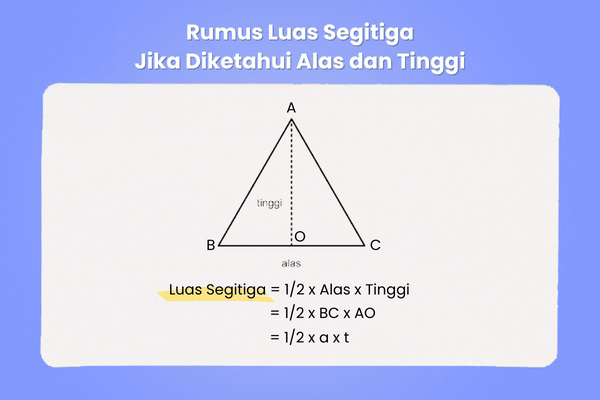 Rumus Luas Segitiga
Jika Diketahui Alas dan Tinggi
A
tinggi
B
O
C
alas
Luas Segitiga = 1/2 x Alas x Tinggi
= 1/2 x BC x AO
= 1/2 x a x t